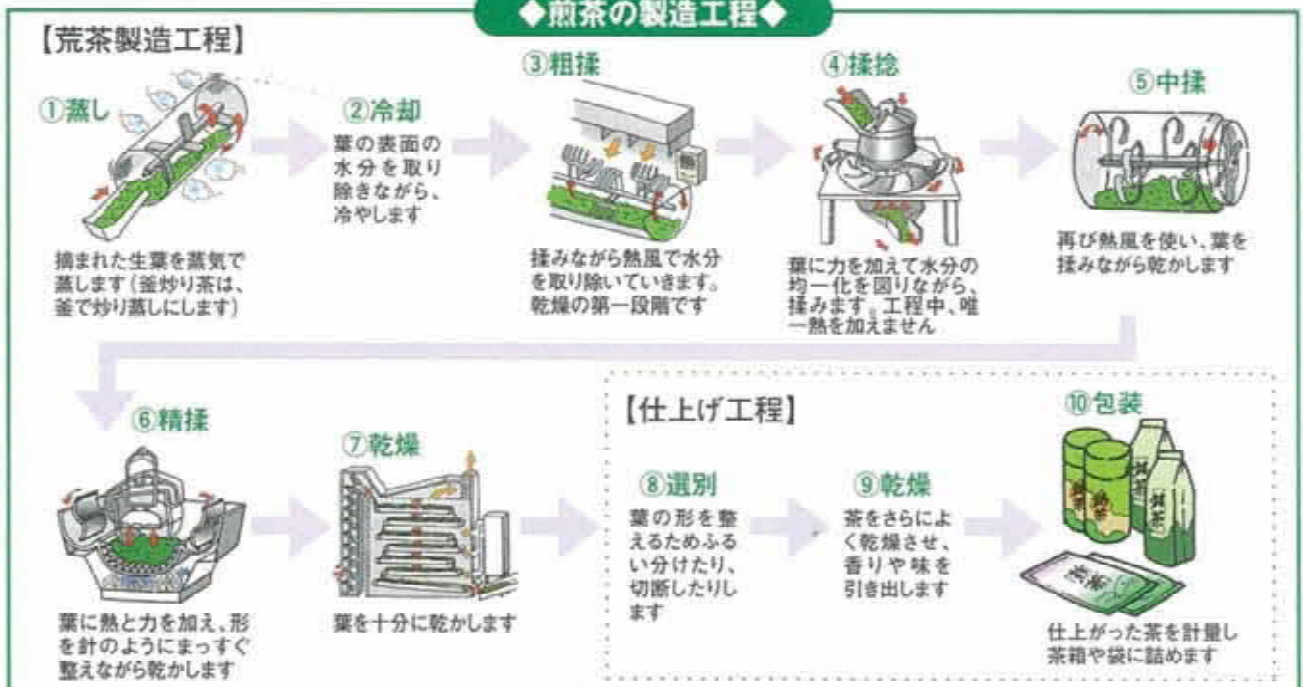 ◆煎茶の製造工程◆
【荒茶製造工程】
①蒸し
摘まれた生葉を蒸気で
蒸します(釜炒り茶は、
釜で炒り蒸しにします)
②冷却
葉の表面の
水分を取り
除きながら、
冷やします
③粗揉
揉みながら熱風で水分
を取り除いていきます。
乾燥の第一段階です
④揉捻
葉に力を加えて水分の
均一化を図りながら、
揉みます。工程中、唯
一熱を加えません
⑤中揉
再び熱風を使い、葉を
揉みながら乾かします
⑥精揉
葉に熱と力を加え、形
を針のようにまっすぐ
整えながら乾かします
⑦乾燥
葉を十分に乾かします
【仕上げ工程】
⑧選別
葉の形を整
えるためふる
い分けたり、
切断したりし
ます
⑨乾燥
茶をさらによ
く乾燥させ、
香りや味を
引き出します
⑩包装
煎茶
煎茶
煎茶
煎茶
煎茶
仕上がった茶を計量し
茶箱や袋に詰めます